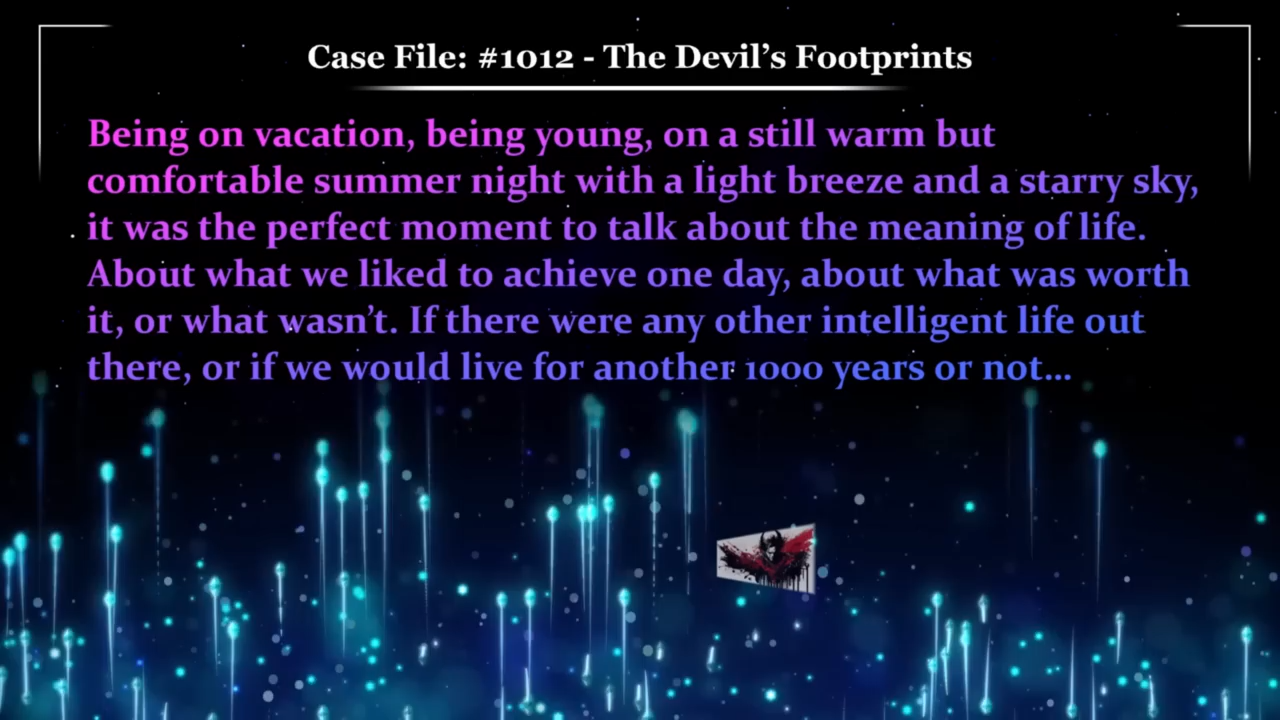 Case File: #1012 - The Devil’s Footprints
Being on vacation, being young, on a still warm but
comfortable summer night with a light breeze and a starry sky,
it was the perfect moment to talk about the meaning of life.
About what we liked to achieve one day, about what was worth
it, or what wasn’t. If there were any other intelligent life out
there, or if we would live for another 1000 years or not...